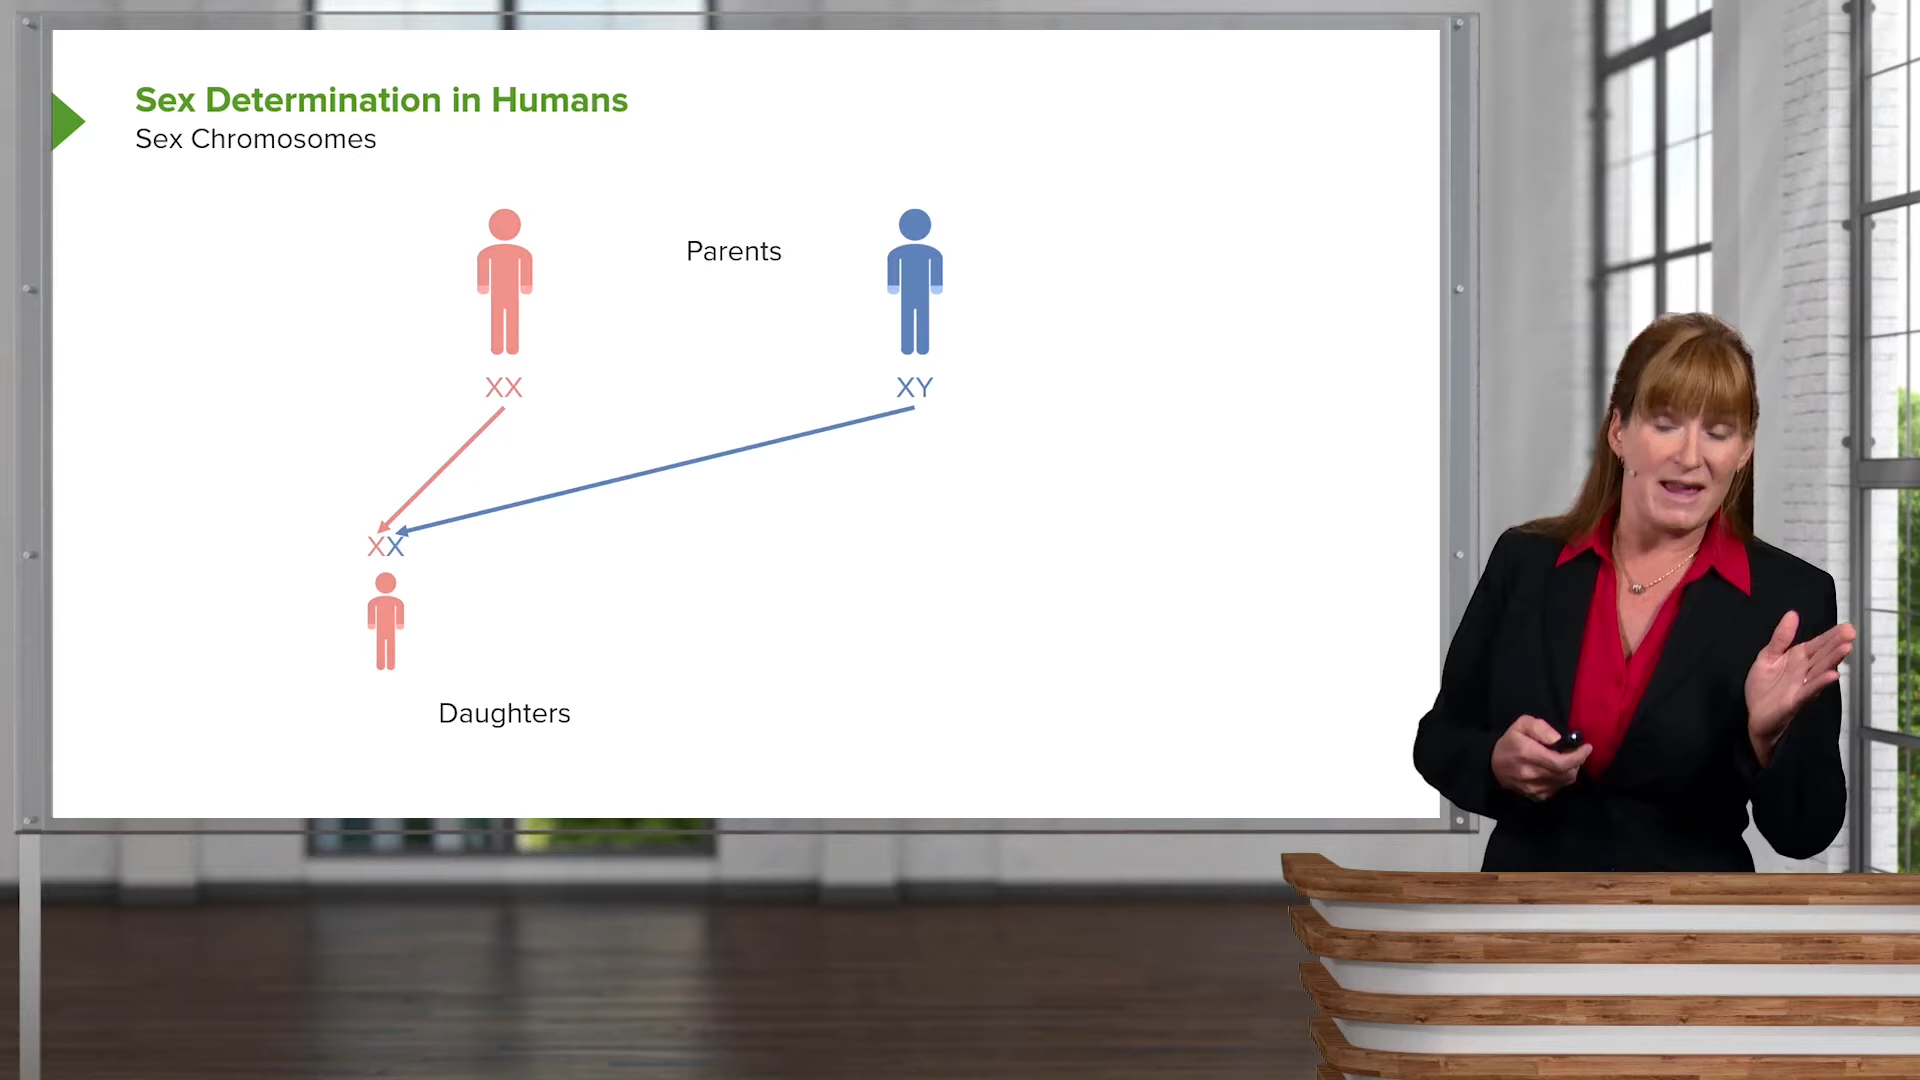 Sex Determination in Humans
Sex Chromosomes
Parents
XX
XY
XX
Daughters